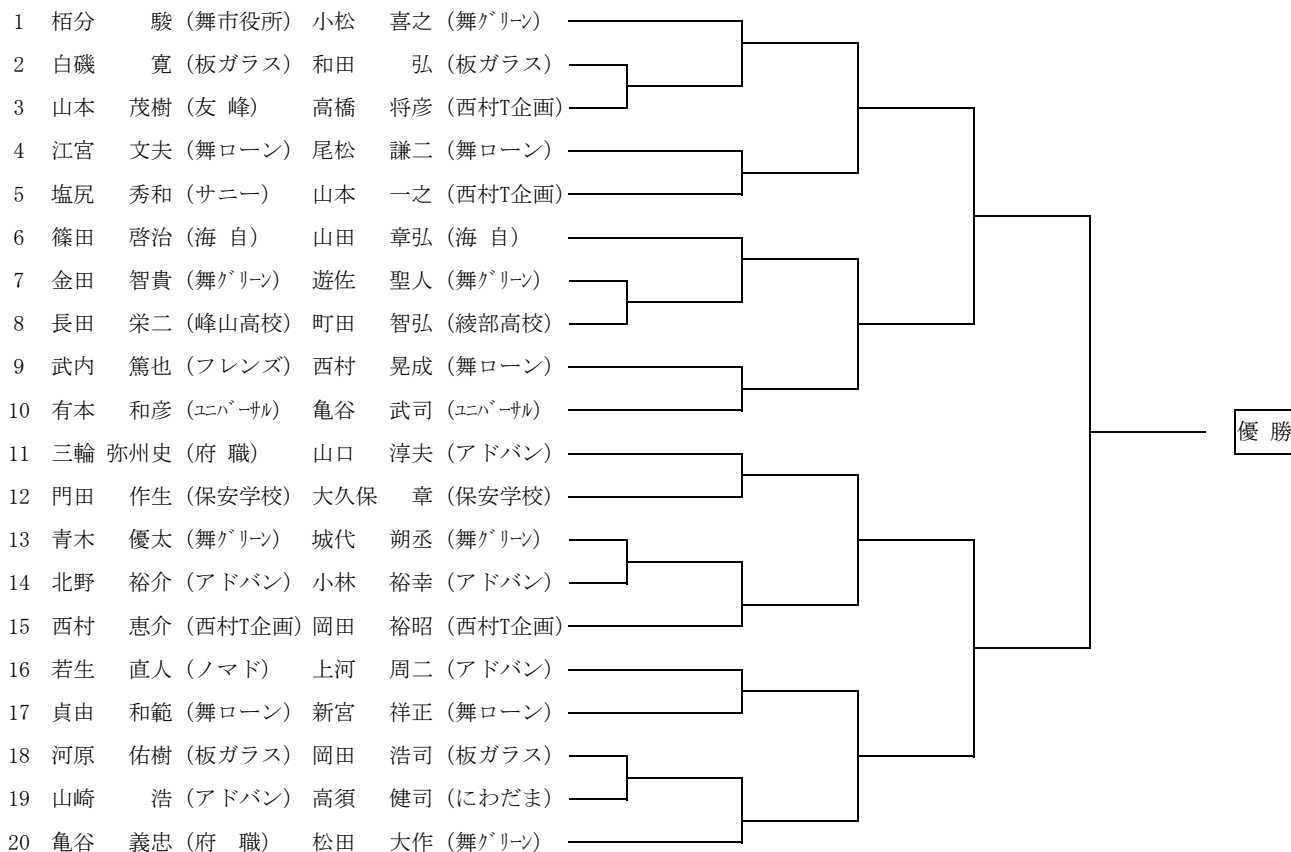 1 栢分 駿 (舞市役所) 小松 喜之 (舞グリーン)
2 白磯 寛 (板ガラス) 和田 弘 (板ガラス)
3 山本 茂樹 (友 峰) 高橋 将彦 (西村T企画)
4 江宮 文夫 (舞ローン) 尾松 謙二 (舞ローン)
5 塩尻 秀和 (サニー) 山本 一之 (西村T企画)
6 篠田 啓治 (海 自) 山田 章弘 (海 自)
7 金田 智貴 (舞グリーン) 遊佐 聖人 (舞グリーン)
8 長田 栄二 (峰山高校) 町田 智弘 (綾部高校)
9 武内 篤也 (フレンズ) 西村 晃成 (舞ローン)
10 有本 和彦 (ユニバーサル) 亀谷 武司 (ユニバーサル)
優 勝
11 三輪 弥州史 (府 職) 山口 淳夫 (アドバン)
12 門田 作生 (保安学校) 大久保 章 (保安学校)
13 青木 優太 (舞グリーン) 城代 朔丞 (舞グリーン)
14 北野 裕介 (アドバン) 小林 裕幸 (アドバン)
15 西村 恵介 (西村T企画) 岡田 裕昭 (西村T企画)
16 若生 直人 (ノマド) 上河 周二 (アドバン)
17 貞由 和範 (舞ローン) 新宮 祥正 (舞ローン)
18 河原 佑樹 (板ガラス) 岡田 浩司 (板ガラス)
19 山崎 浩 (アドバン) 高須 健司 (にわだま)
20 亀谷 義忠 (府 職) 松田 大作 (舞グリーン)